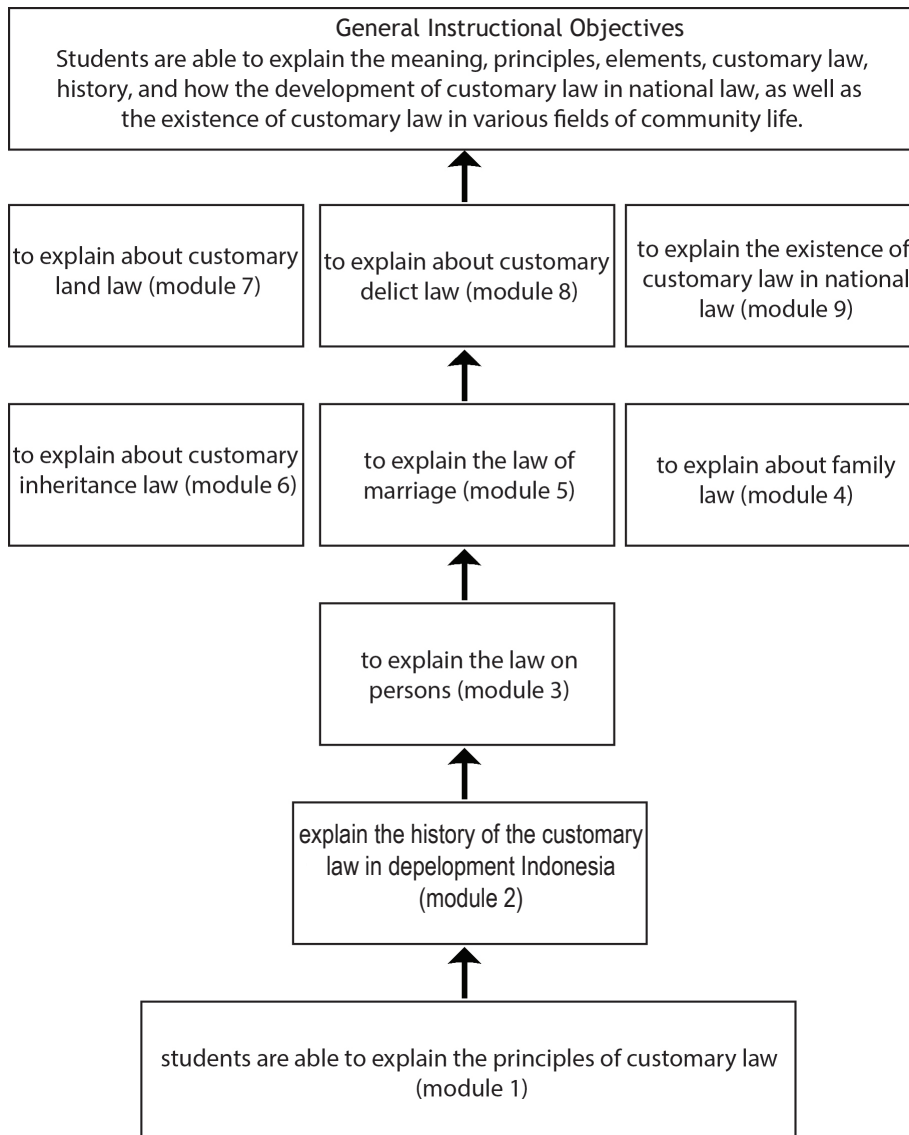 General Instructional Objectives
Students are able to explain the meaning, principles, elements, customary law,
history, and how the development of customary law in national law, as well as
the existence of customary law in various fields of community life.
to explain about customary
land law (module 7)
to explain about customary
delict law (module 8)
to explain the existence of
customary law in national
law (module 9)
to explain about customary
inheritance law (module 6)
to explain the law of
marriage (module 5)
to explain about family
law (module 4)
to explain the law on
persons (module 3)
explain the history of the customary
law in depelopment Indonesia
(module 2)
students are able to explain the principles of customary law
(module 1)